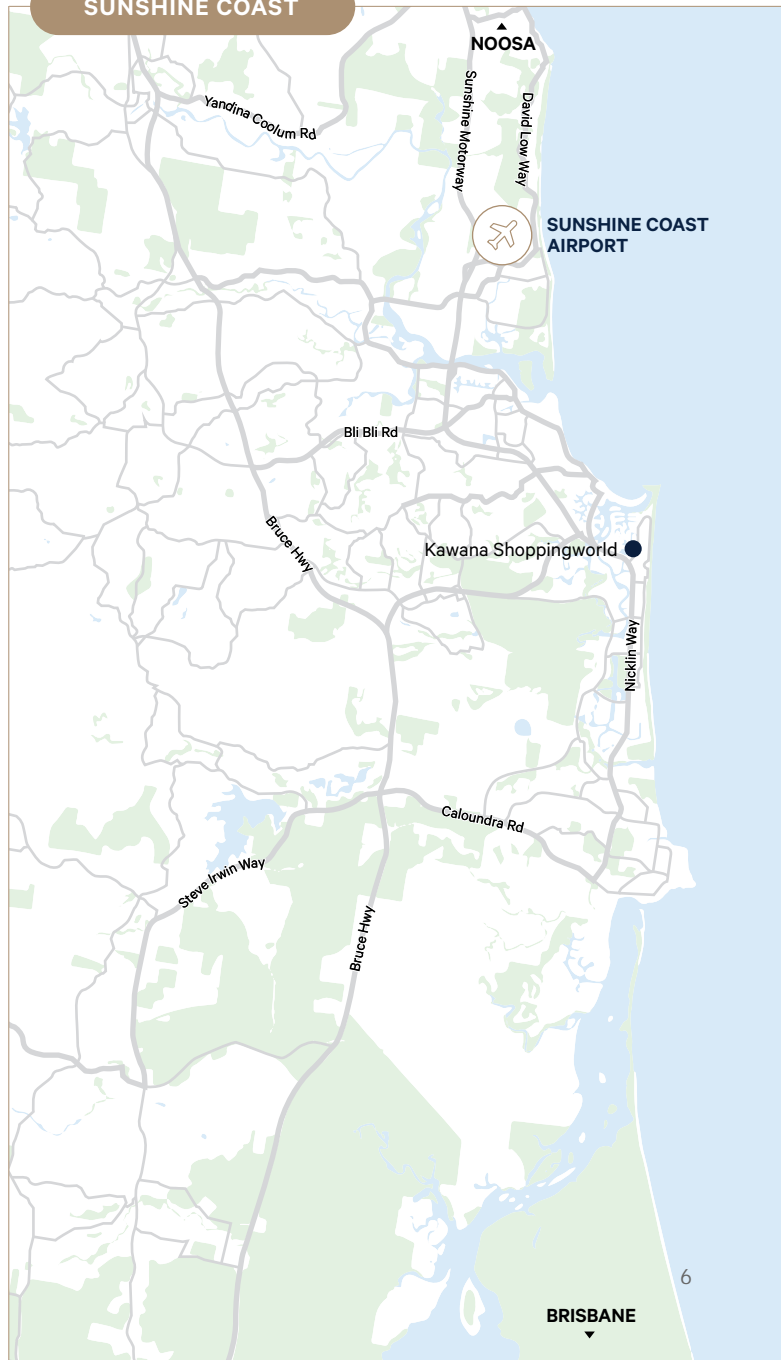 SUNSHINE COAST
NOOSA
Yandina Coolum Rd
Sunshine Motorway
David Low Way
SUNSHINE COAST
AIRPORT
Bli Bli Rd
Bruce Hwy
Kawana Shoppingworld
Nicklin Way
Caloundra Rd
Steve Irwin Way
Bruce Hwy
6
BRISBANE